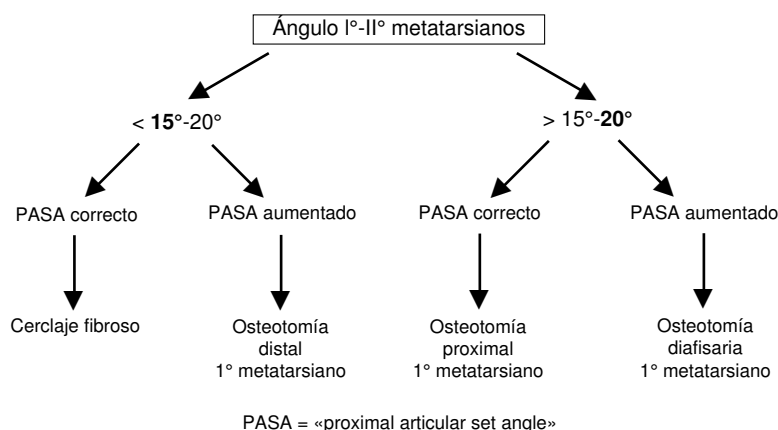 Ángulo I°-II° metatarsianos
< 15°-20°
> 15°-20°
PASA correcto
PASA aumentado
PASA correcto
PASA aumentado
Cerclaje fibroso
Osteotomía
distal
1° metatarsiano
Osteotomía
proximal
1° metatarsiano
Osteotomía
diafisaria
1° metatarsiano
PASA = «proximal articular set angle»